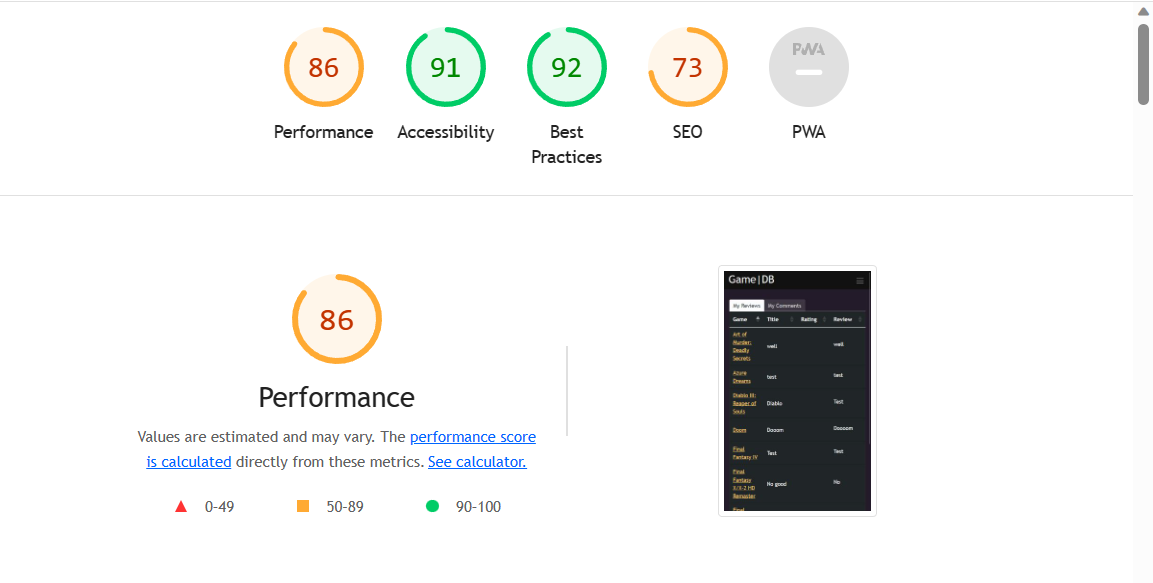 86
91
92
73
PWA
Performance
Accessibility
Best
Practices
SEO
PWA
86
Performance
Values are estimated and may vary. The performance score
is calculated directly from these metrics. See calculator.
0-49
50-89
90-100
Game|DB
My Reviews My Comments
Game Title Rating Review
Art of
Murder:
Deadly
Secrets
well
well
Azure
Dreams
test
test
Diablo III:
Reaper of
Souls
Diablo
Test
Doom
Dooom
Doooom
Final
Fantasy IV
Test
Test
Final
Fantasy
X/X-2 HD
Remaster
No good
No
Final